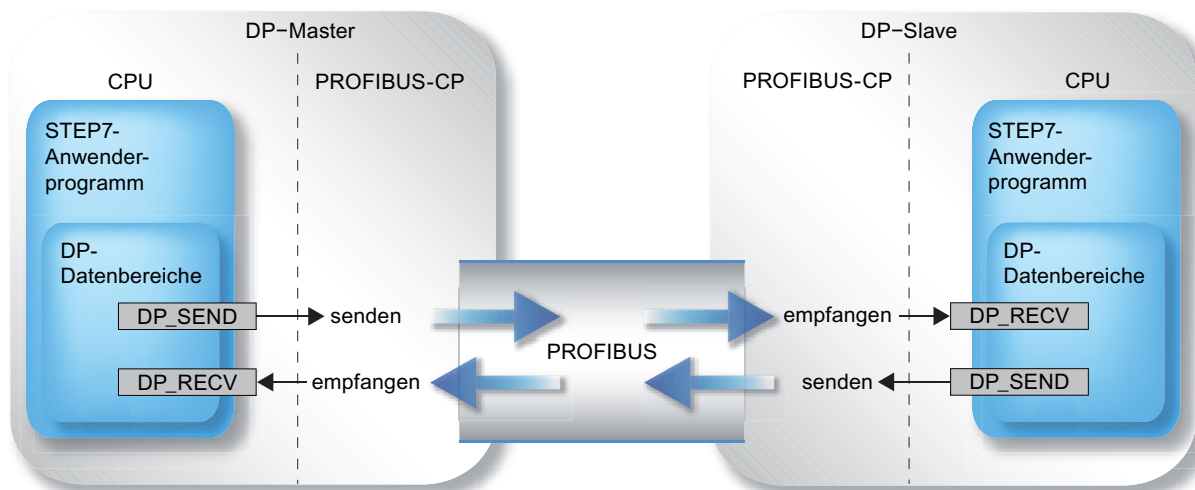 DP−Master
DP−Slave
CPU
PROFIBUS-CP
PROFIBUS-CP
CPU
STEP7-
Anwender-
programm
STEP7-
Anwender-
programm
DP-
Datenbereiche
DP-
Datenbereiche
DP_SEND
senden
empfangen
DP_RECV
PROFIBUS
DP_RECV
empfangen
senden
DP_SEND